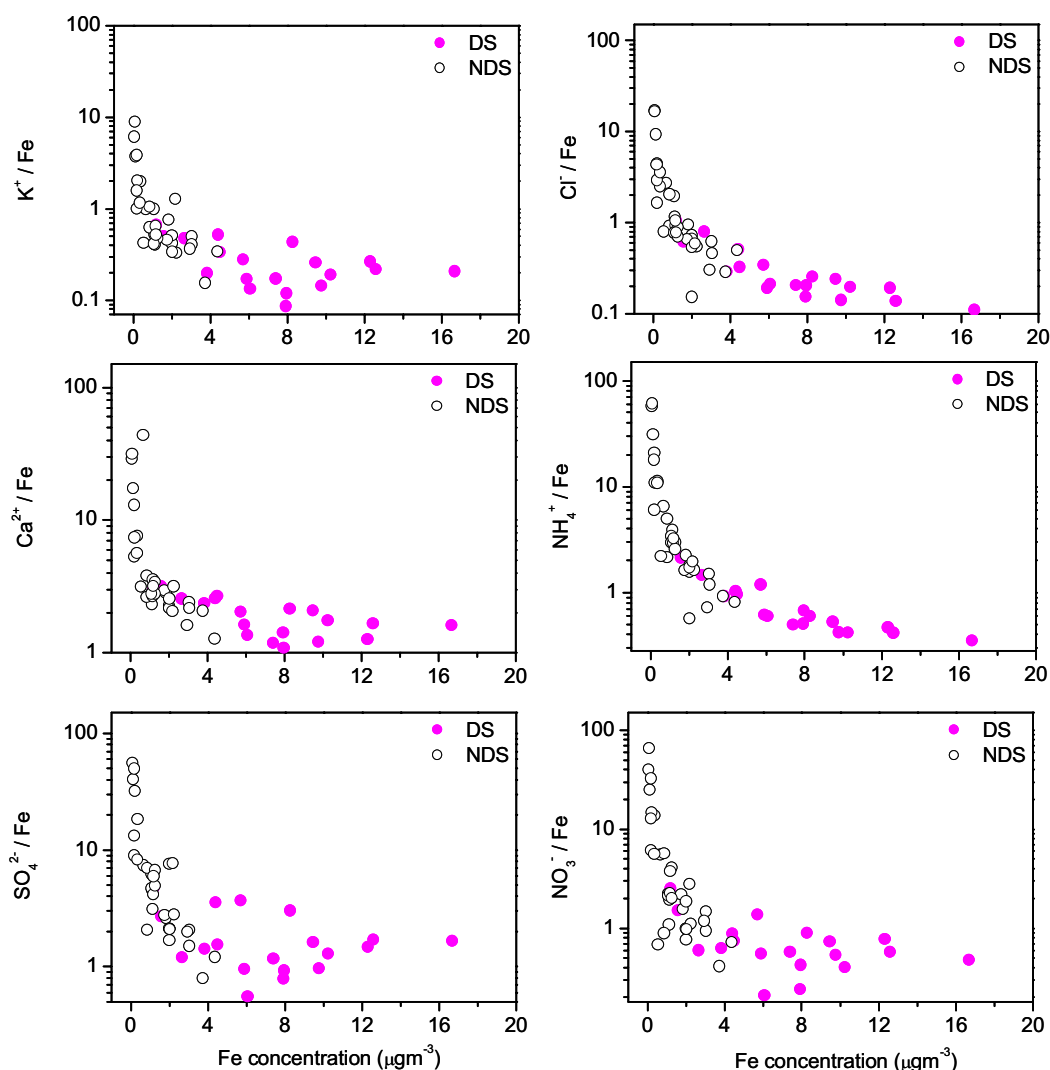 100
10
1
0.1
K⁺ / Fe
DS
NDS
0 4 8 12 16 20
100
10
1
0.1
Cl⁻ / Fe
DS
NDS
0 4 8 12 16 20
100
10
1
Ca²⁺ / Fe
DS
NDS
0 4 8 12 16 20
100
10
1
NH₄⁺ / Fe
DS
NDS
0 4 8 12 16 20
100
10
1
SO₄²⁻ / Fe
DS
NDS
0 4 8 12 16 20
Fe concentration (μgm⁻³)
100
10
1
NO₃⁻ / Fe
DS
NDS
0 4 8 12 16 20
Fe concentration (μgm⁻³)